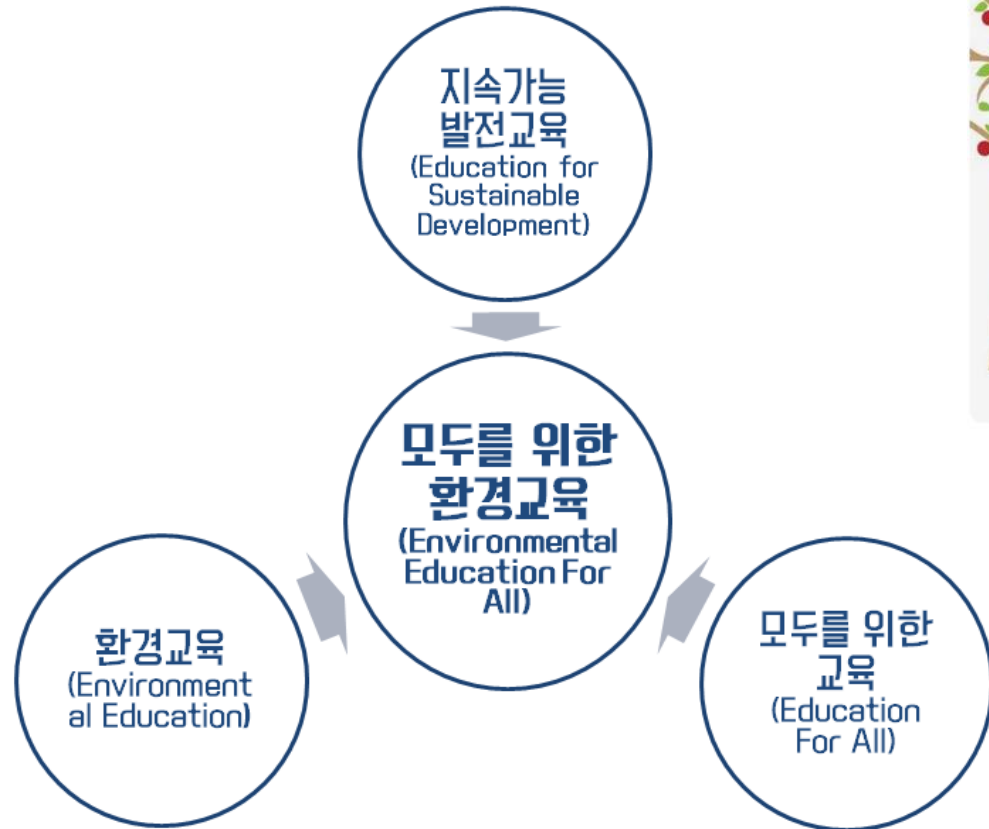 지속가능
발전교육
(Education for
Sustainable
Development)
모두를 위한
환경교육
(Environmental
Education For
All)
환경교육
(Environment
al Education)
모두를 위한
교육
(Education
For All)